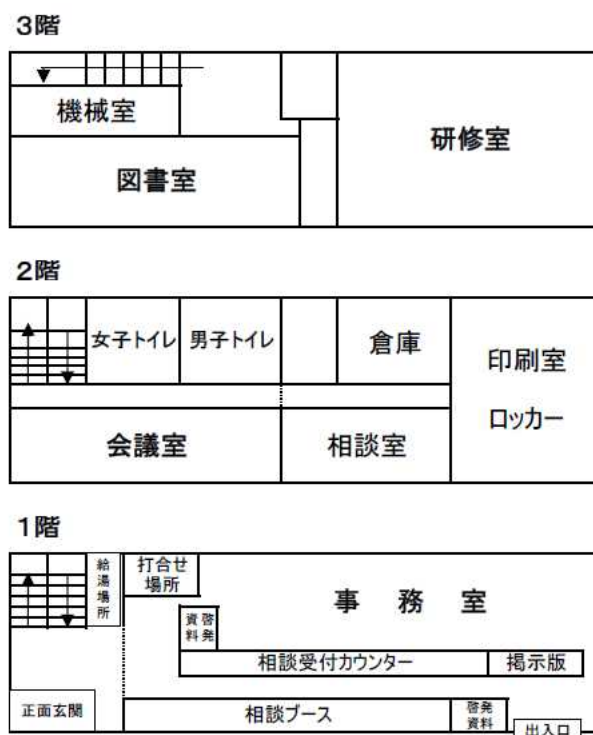 3階
機械室
図書室
研修室
2階
女子トイレ
男子トイレ
倉庫
印刷室
ロッカー
会議室
相談室
1階
給湯場所
打合せ
場所
事務室
啓発
資料
相談受付カウンター
掲示版
正面玄関
相談ブース
啓発
資料
出入口